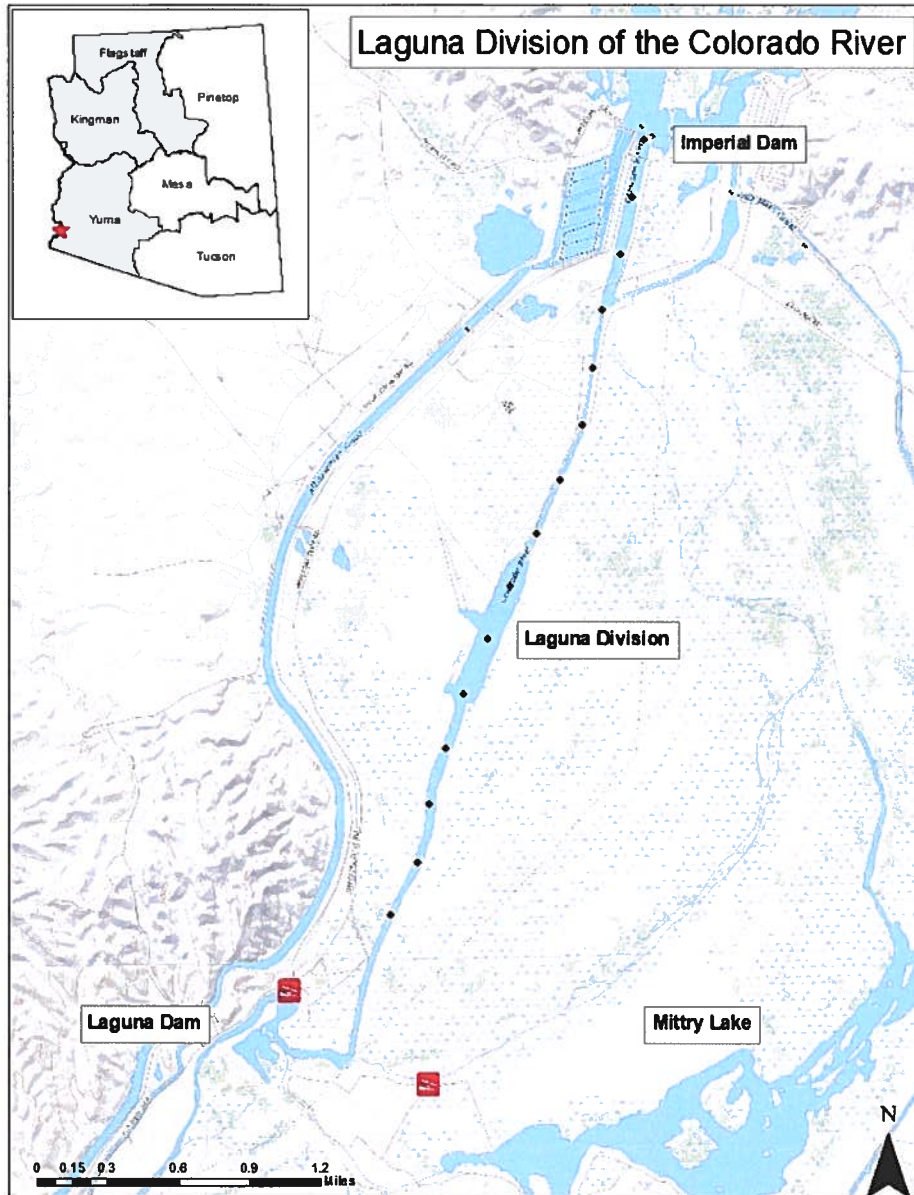 Laguna Division of the Colorado River
Flagstaff
Pinetop
Kingman
Mesa
Yuma
Tucson
Imperial Dam
Laguna Division
Laguna Dam
Mittry Lake
N
0 0.15 0.3 0.6 0.9 1.2
Miles